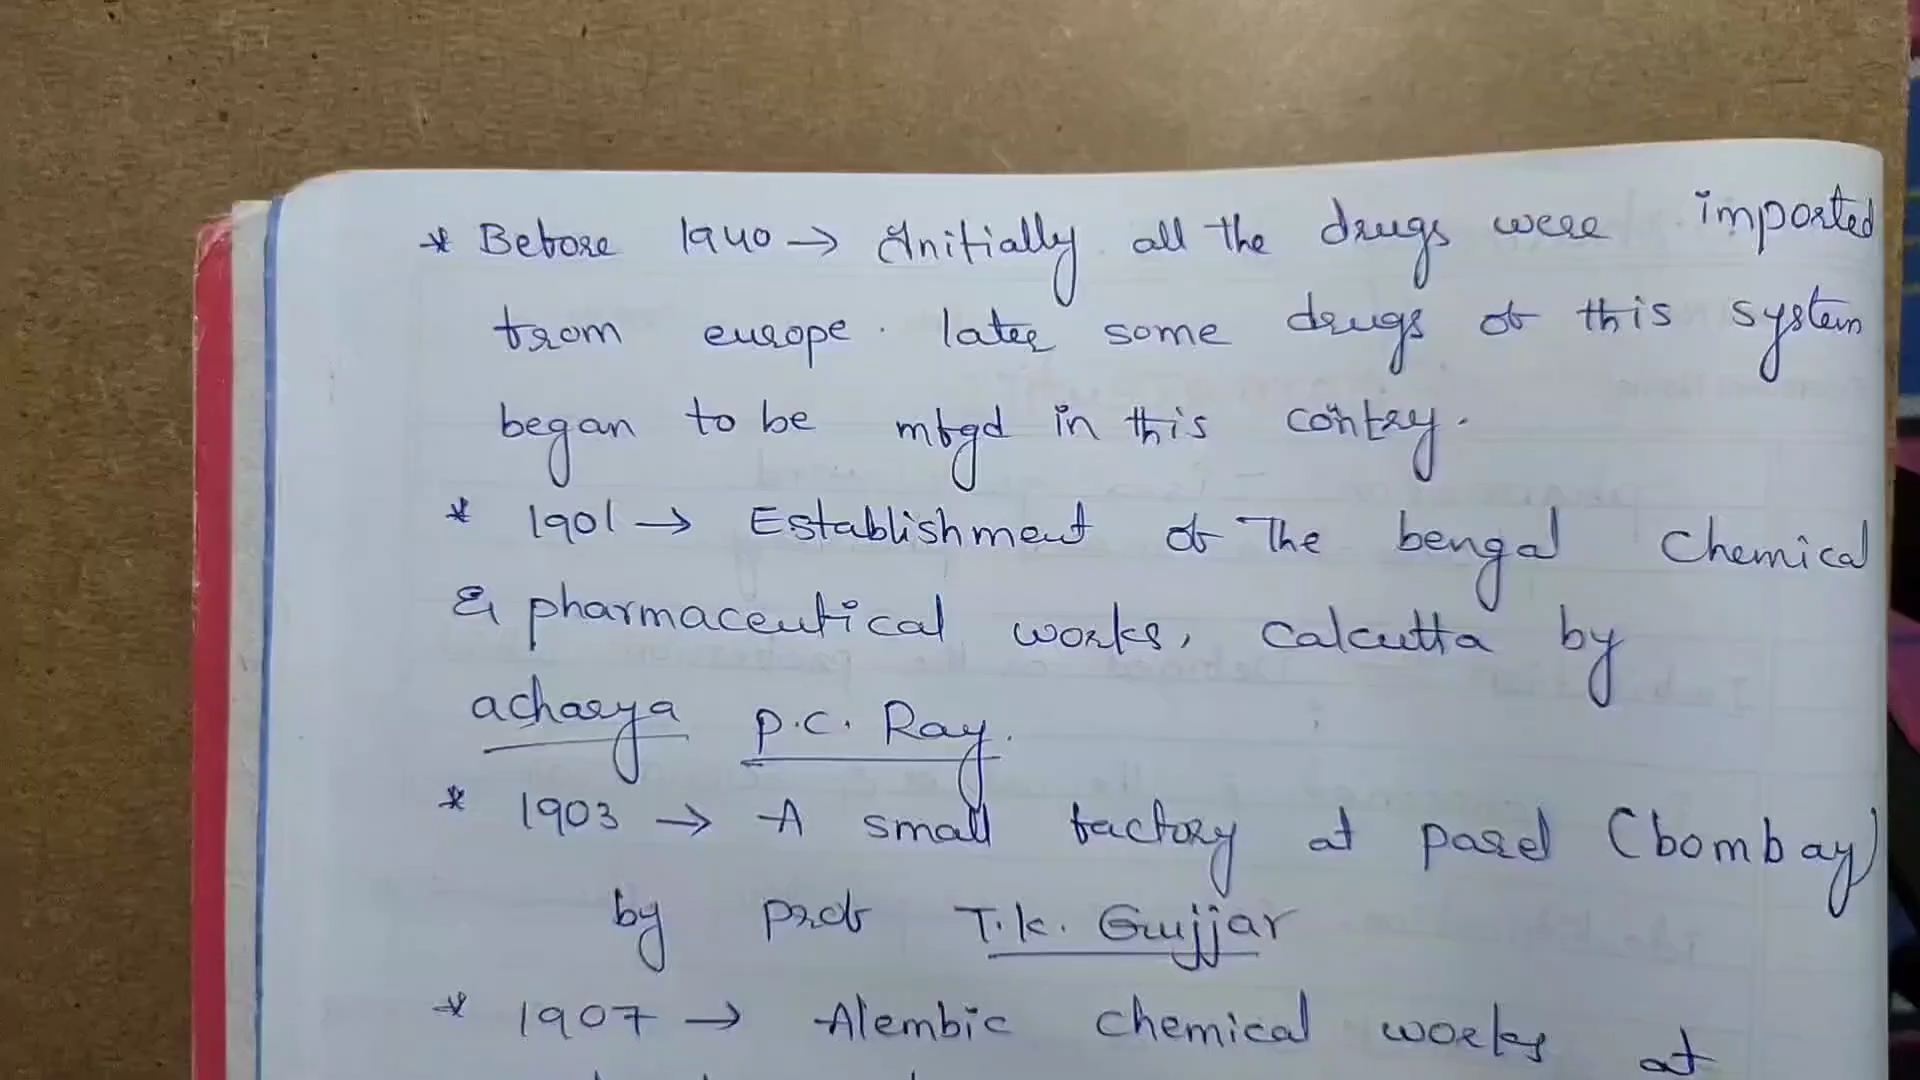 * Before 1940 → Initially all the drugs were imported
from europe. later some drugs of this system
began to be mfgd in this contry.
* 1901 → Establishment of The bengal Chemical
& pharmaceutical works, Calcutta by
acharya P.C. Ray.
* 1903 → A small factory at parel (bombay)
by prof T.K. Gujjar
* 1907 → Alembic chemical works at